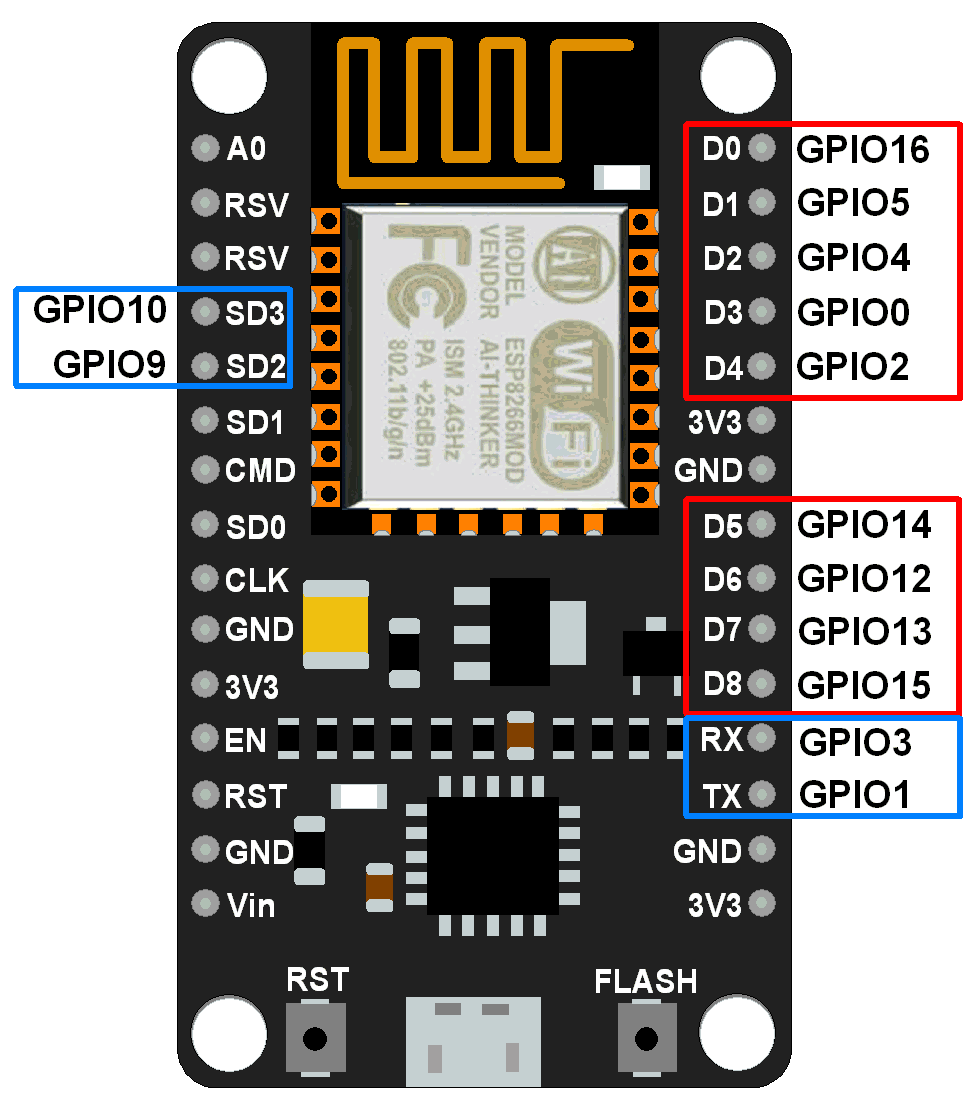 A0
RSV
RSV
GPIO10 SD3
GPIO9 SD2
SD1
CMD
SD0
CLK
GND
3V3
EN
RST
GND
Vin
MODEL ESP8266MOD
VENDOR AI-THINKER
ISM 2.4GHz
PA +25dBm
802.11b/g/n
FC
AI
Wi Fi
D0 GPIO16
D1 GPIO5
D2 GPIO4
D3 GPIO0
D4 GPIO2
3V3
GND
D5 GPIO14
D6 GPIO12
D7 GPIO13
D8 GPIO15
RX GPIO3
TX GPIO1
GND
3V3
RST
FLASH